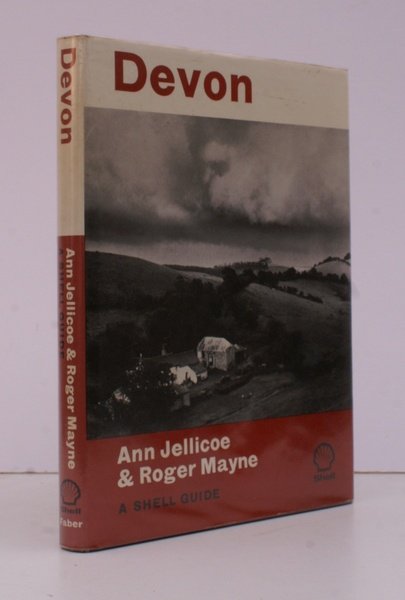 Devon
Ann Jellicoe
& Roger Mayne
A SHELL GUIDE
Shell
Devon
Ann Jellicoe & Roger Mayne
Shell
Faber